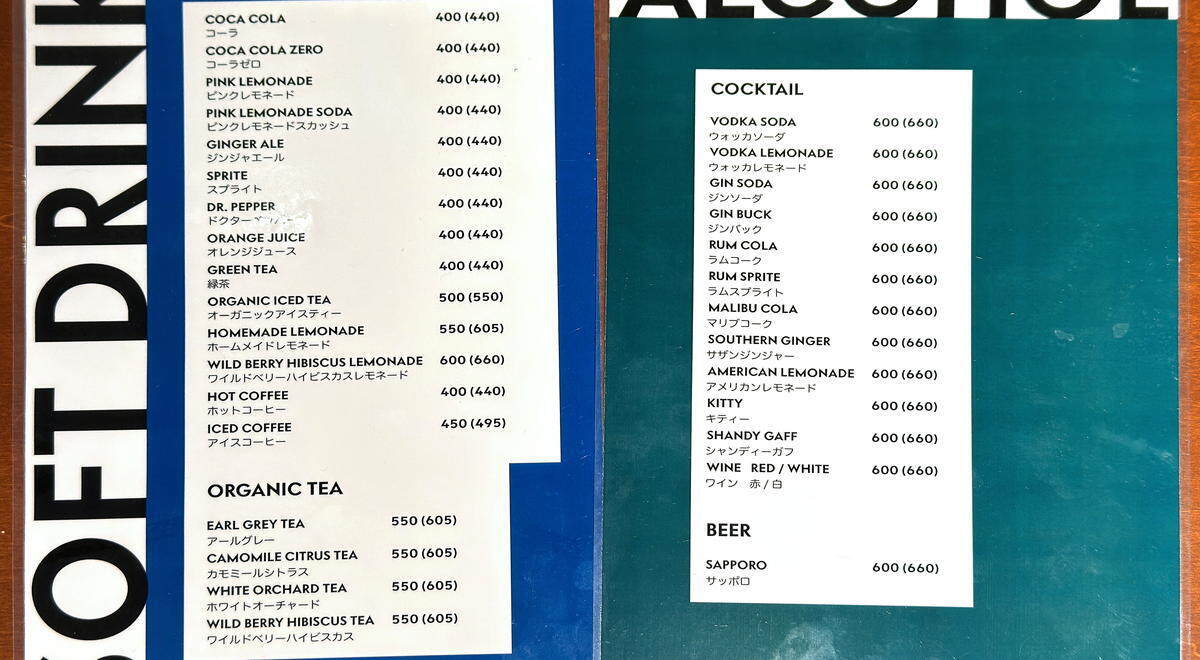 SOFT DRINK
COCA COLA 400 (440)
コーラ
COCA COLA ZERO 400 (440)
コーラゼロ
PINK LEMONADE 400 (440)
ピンクレモネード
PINK LEMONADE SODA 400 (440)
ピンクレモネードスカッシュ
GINGER ALE 400 (440)
ジンジャエール
SPRITE 400 (440)
スプライト
DR. PEPPER 400 (440)
ドクター
ORANGE JUICE 400 (440)
オレンジジュース
GREEN TEA 400 (440)
緑茶
ORGANIC ICED TEA 500 (550)
オーガニックアイスティー
HOMEMADE LEMONADE 550 (605)
ホームメイドレモネード
WILD BERRY HIBISCUS LEMONADE 600 (660)
ワイルドベリーハイビスカスレモネード
HOT COFFEE 400 (440)
ホットコーヒー
ICED COFFEE 450 (495)
アイスコーヒー
ORGANIC TEA
EARL GREY TEA 550 (605)
アールグレー
CAMOMILE CITRUS TEA 550 (605)
カモミールシトラス
WHITE ORCHARD TEA 550 (605)
ホワイトオーチャード
WILD BERRY HIBISCUS TEA 550 (605)
ワイルドベリーハイビスカス
ALCOHOL
COCKTAIL
VODKA SODA 600 (660)
ウォッカソーダ
VODKA LEMONADE 600 (660)
ウォッカレモネード
GIN SODA 600 (660)
ジンソーダ
GIN BUCK 600 (660)
ジンバック
RUM COLA 600 (660)
ラムコーク
RUM SPRITE 600 (660)
ラムスプライト
MALIBU COLA 600 (660)
マリブコーク
SOUTHERN GINGER 600 (660)
サザンジンジャー
AMERICAN LEMONADE 600 (660)
アメリカンレモネード
KITTY 600 (660)
キティー
SHANDY GAFF 600 (660)
シャンディーガフ
WINE RED / WHITE 600 (660)
ワイン 赤 / 白
BEER
SAPPORO 600 (660)
サッポロ